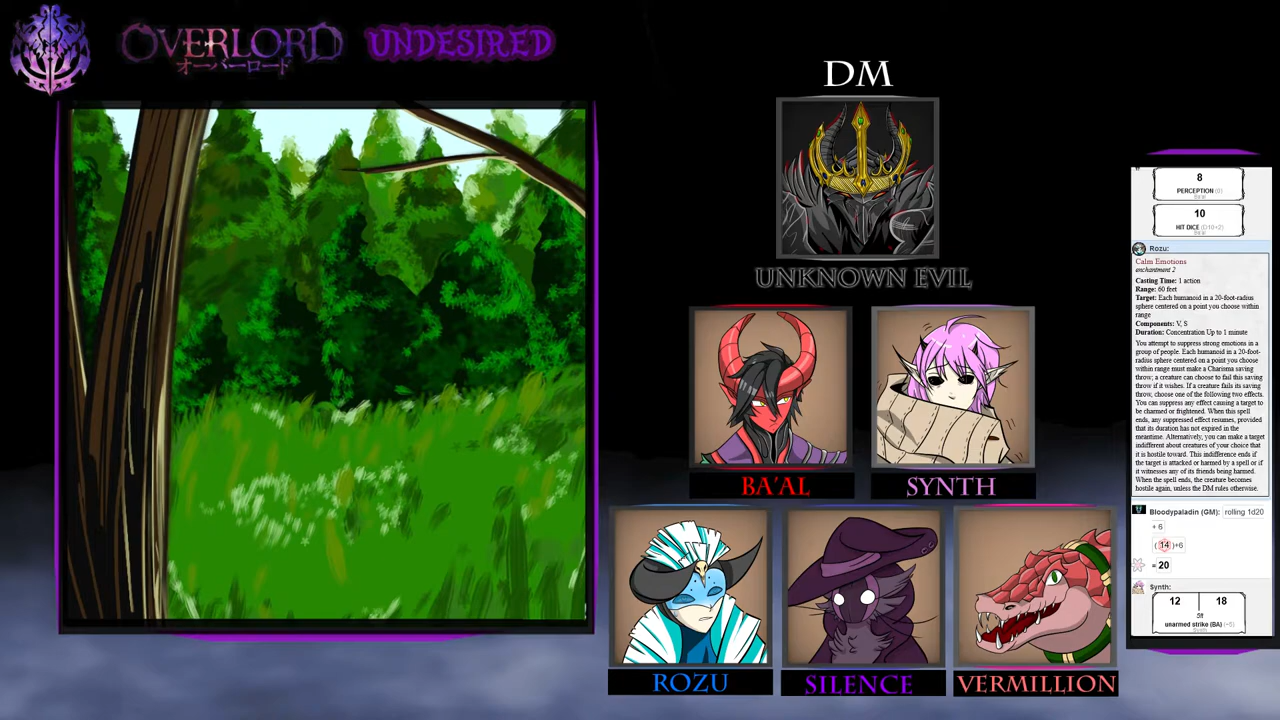 OVERLORD UNDESIRED
オーバーロード
DM
UNKNOWN EVIL
BA'AL
SYNTH
ROZU
SILENCE
VERMILLION
8
PERCEPTION (0)
10
HIT DICE (D10+2)
Rozu:
Calm Emotions
enchantment 2
Casting Time: 1 action
Range: 60 feet
Target: Each humanoid in a 20-foot-radius
sphere centered on a point you choose within
range
Components: V, S
Duration: Concentration Up to 1 minute
You attempt to suppress strong emotions in a
group of people. Each humanoid in a 20-foot-
radius sphere centered on a point you choose
within range must make a Charisma saving
throw; a creature can choose to fail this saving
throw if it wishes. If a creature fails its saving
throw, choose one of the following two effects.
You can suppress any effect causing a target to
be charmed or frightened. When this spell
ends, any suppressed effect resumes, provided
that its duration has not expired in the
meantime. Alternatively, you can make a target
indifferent about creatures of your choice that
it is hostile toward. This indifference ends if
the target is attacked or harmed by a spell or if
it witnesses any of its friends being harmed.
When the spell ends, the creature becomes
hostile again, unless the DM rules otherwise.
Bloodypaladin (GM): rolling 1d20
+ 6
(14)+6
= 20
Synth:
12 18
5ft
unarmed strike (BA) (+5)
Synth